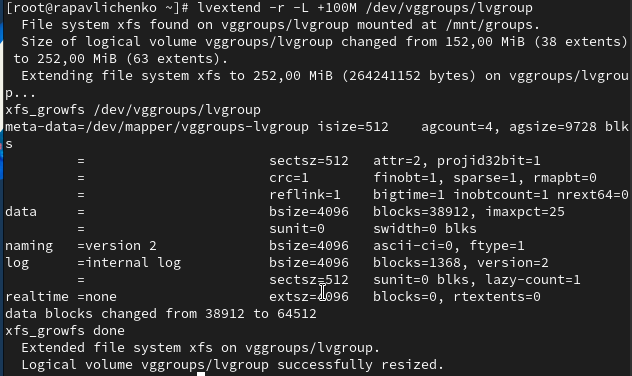 [root@rapavlichenko ~]# lvextend -r -L +100M /dev/vggroups/lvgroup
  File system xfs found on vggroups/lvgroup mounted at /mnt/groups.
  Size of logical volume vggroups/lvgroup changed from 152,00 MiB (38 extents)
 to 252,00 MiB (63 extents).
  Extending file system xfs to 252,00 MiB (264241152 bytes) on vggroups/lvgrou
p...
xfs_growfs /dev/vggroups/lvgroup
meta-data=/dev/mapper/vggroups-lvgroup isize=512    agcount=4, agsize=9728 blk
s
         =                       sectsz=512   attr=2, projid32bit=1
         =                       crc=1        finobt=1, sparse=1, rmapbt=0
         =                       reflink=1    bigtime=1 inobtcount=1 nrext64=0
data     =                       bsize=4096   blocks=38912, imaxpct=25
         =                       sunit=0      swidth=0 blks
naming   =version 2              bsize=4096   ascii-ci=0, ftype=1
log      =internal log           bsize=4096   blocks=1368, version=2
         =                       sectsz=512   sunit=0 blks, lazy-count=1
realtime =none                   extsz=4096   blocks=0, rtextents=0
data blocks changed from 38912 to 64512
xfs_growfs done
  Extended file system xfs on vggroups/lvgroup.
  Logical volume vggroups/lvgroup successfully resized.